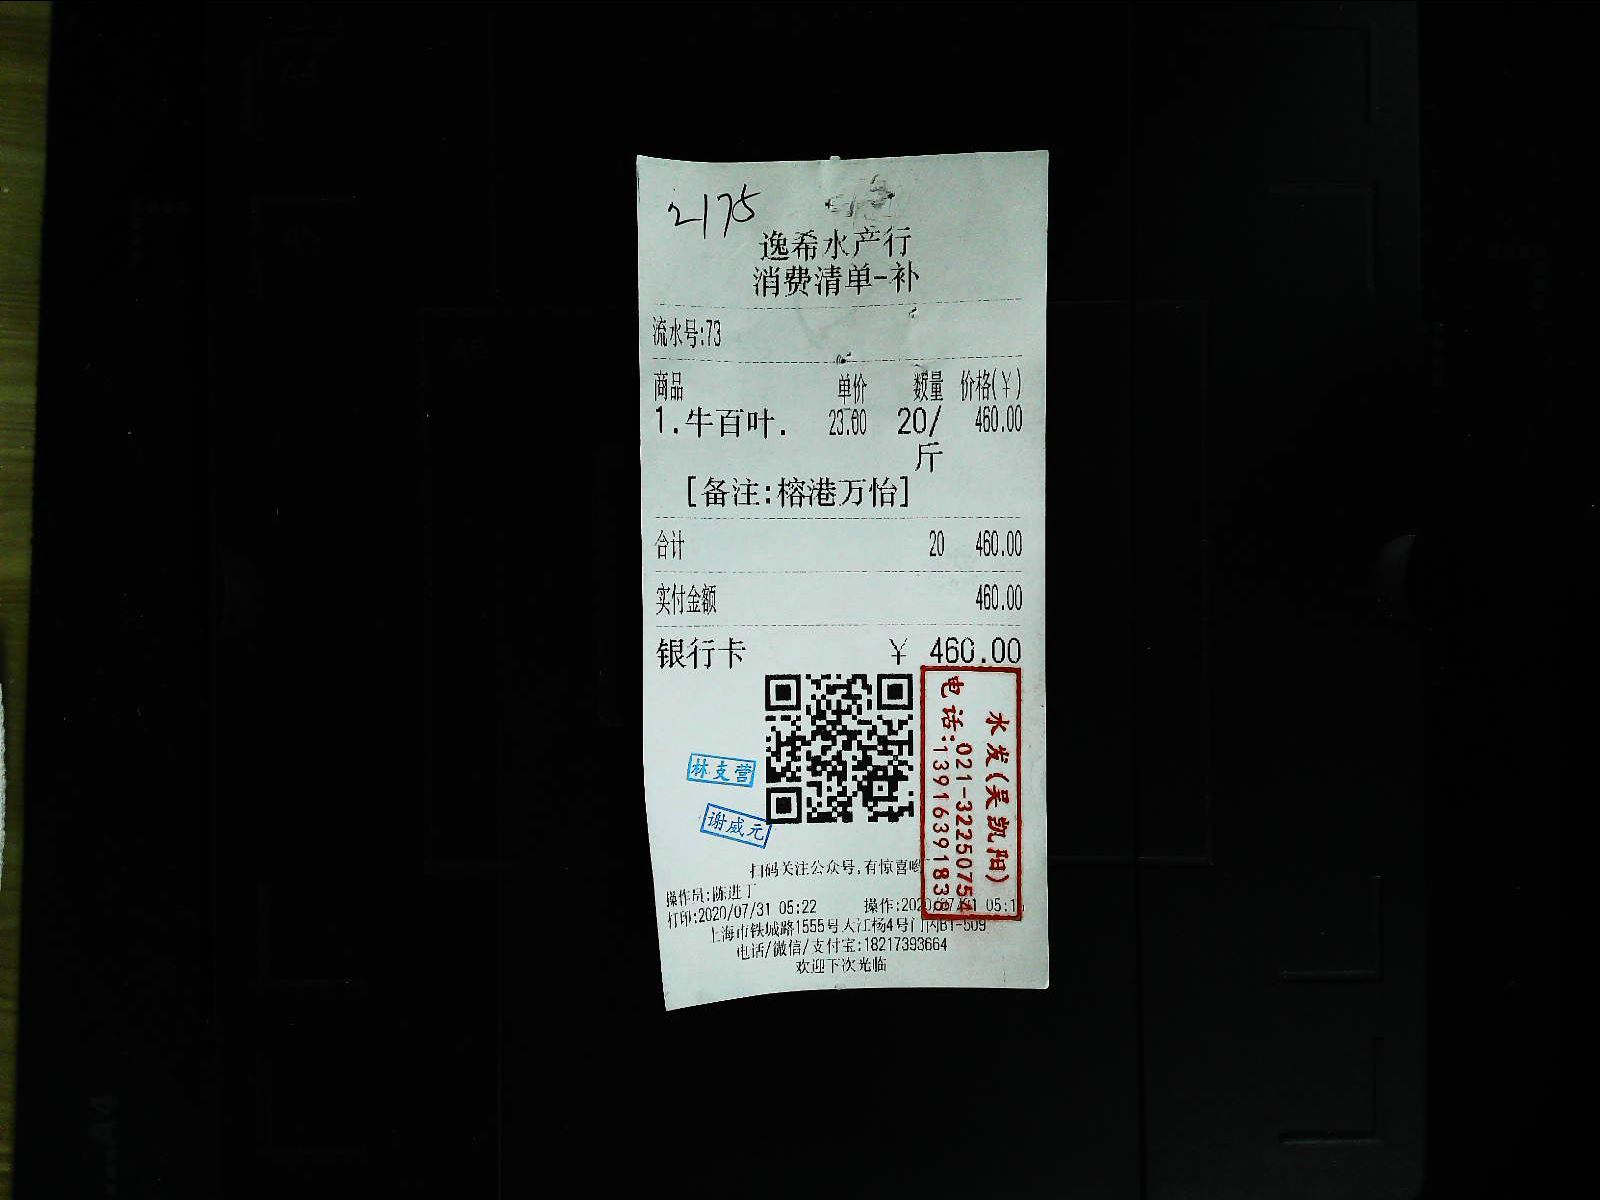 2175
逸希水产行
消费清单-补
流水号:73
商品 单价 数量 价格(¥)
1.牛百叶. 23.00 20/斤 460.00
[备注:榕港万怡]
合计 20 460.00
实付金额 460.00
银行卡 ¥ 460.00
水发(吴凯阳)
电话:021-32250754
13916391838
林支营
谢威元
扫码关注公众号,有惊喜哟
操作员:陈进丁
打印:2020/07/31 05:22 操作:2020/07/31 05:1
上海市铁城路1555号大江杨4号门内B1-509
电话/微信/支付宝:18217393664
欢迎下次光临